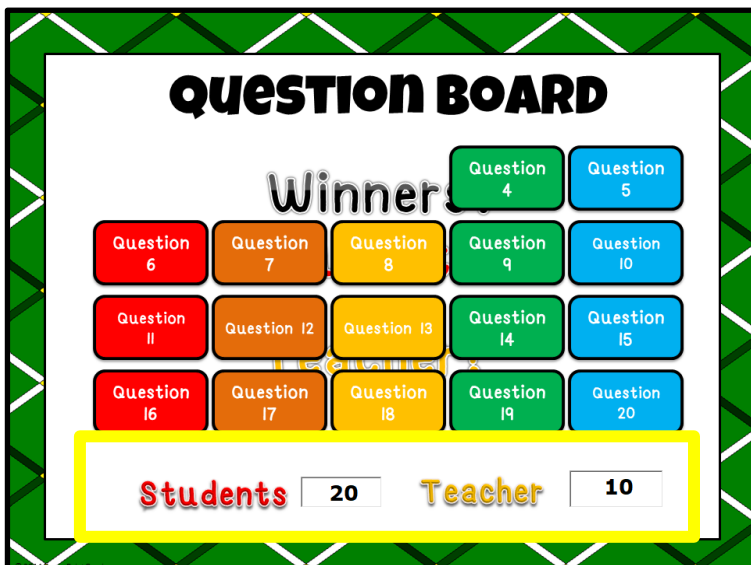 QUESTION BOARD
Winners!
Question
4
Question
5
Question
6
Question
7
Question
8
Question
9
Question
10
Question
11
Question 12
Question 13
Question
14
Question
15
Teacher
Question
16
Question
17
Question
18
Question
19
Question
20
Students 20 Teacher 10